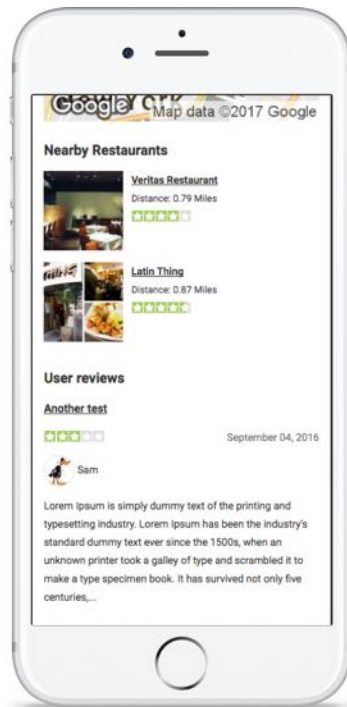 Google
Map data ©2017 Google
Nearby Restaurants
Veritas Restaurant
Distance: 0.79 Miles
Latin Thing
Distance: 0.87 Miles
User reviews
Another test
September 04, 2016
Sam
Lorem Ipsum is simply dummy text of the printing and
typesetting industry. Lorem Ipsum has been the industry's
standard dummy text ever since the 1500s, when an
unknown printer took a galley of type and scrambled it to
make a type specimen book. It has survived not only five
centuries,...